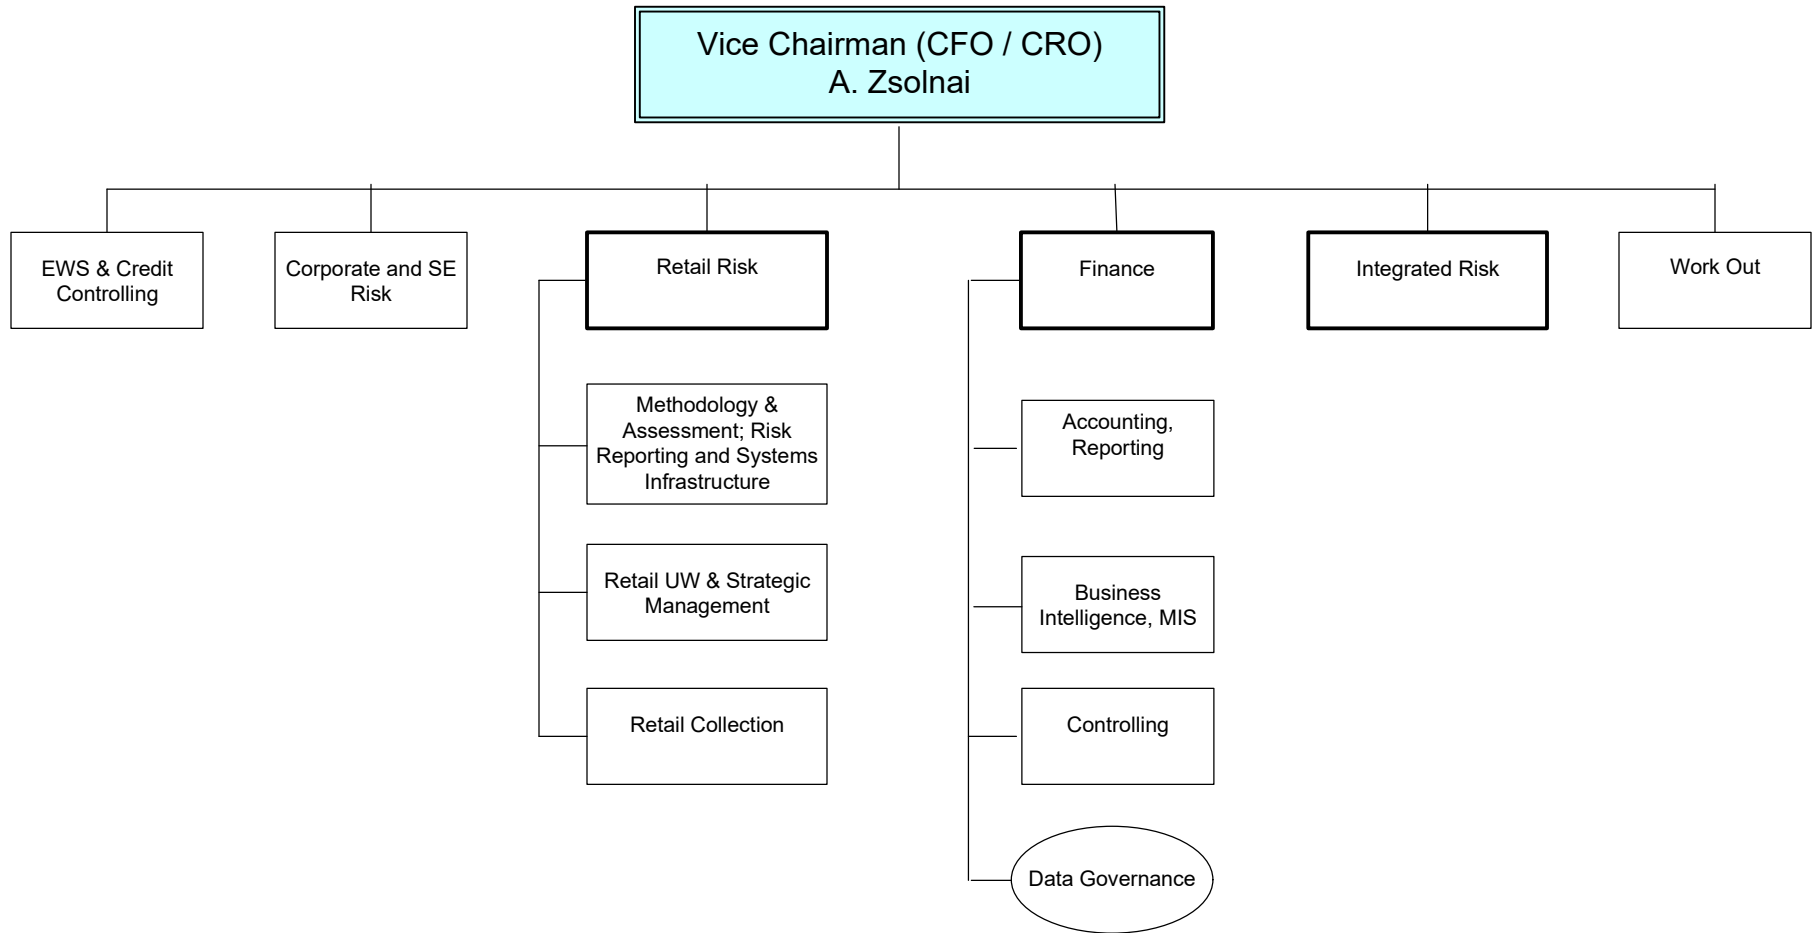 Vice Chairman (CFO / CRO)
A. Zsolnai
EWS & Credit
Controlling
Corporate and SE
Risk
Retail Risk
Finance
Integrated Risk
Work Out
Methodology &
Assessment; Risk
Reporting and Systems
Infrastructure
Accounting,
Reporting
Retail UW & Strategic
Management
Business
Intelligence, MIS
Retail Collection
Controlling
Data Governance